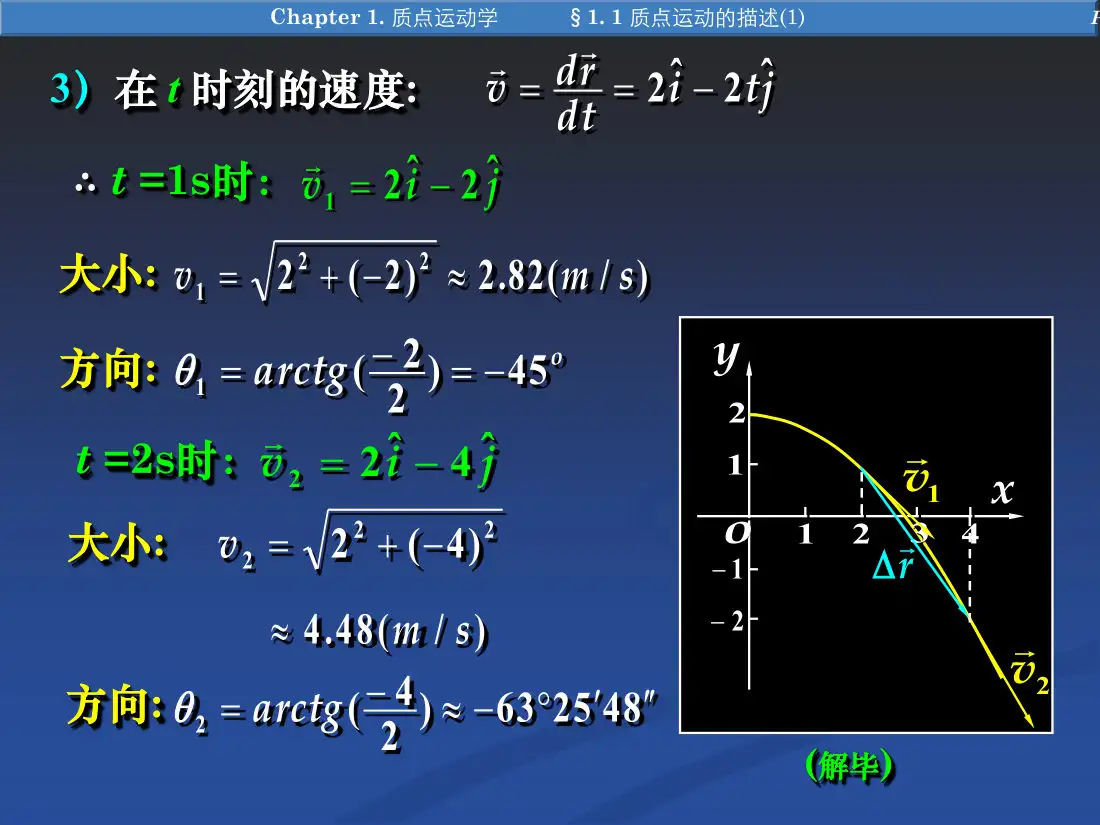 Chapter 1. 质点运动学 §1. 1 质点运动的描述(1)
3）在 t 时刻的速度: v⃗ = dr⃗/dt = 2î − 2tĵ
∴ t =1s时: v⃗₁ = 2î − 2ĵ
大小: v₁ = √(2² + (−2)²) ≈ 2.82(m / s)
方向: θ₁ = arctg(−2/2) = −45°
t =2s时: v⃗₂ = 2î − 4ĵ
大小: v₂ = √(2² + (−4)²)
≈ 4.48(m / s)
方向: θ₂ = arctg(−4/2) ≈ −63°25′48″
y
2
1
v⃗₁
x
O 1 2 3 4
Δr⃗
−1
−2
v⃗₂
(解毕)